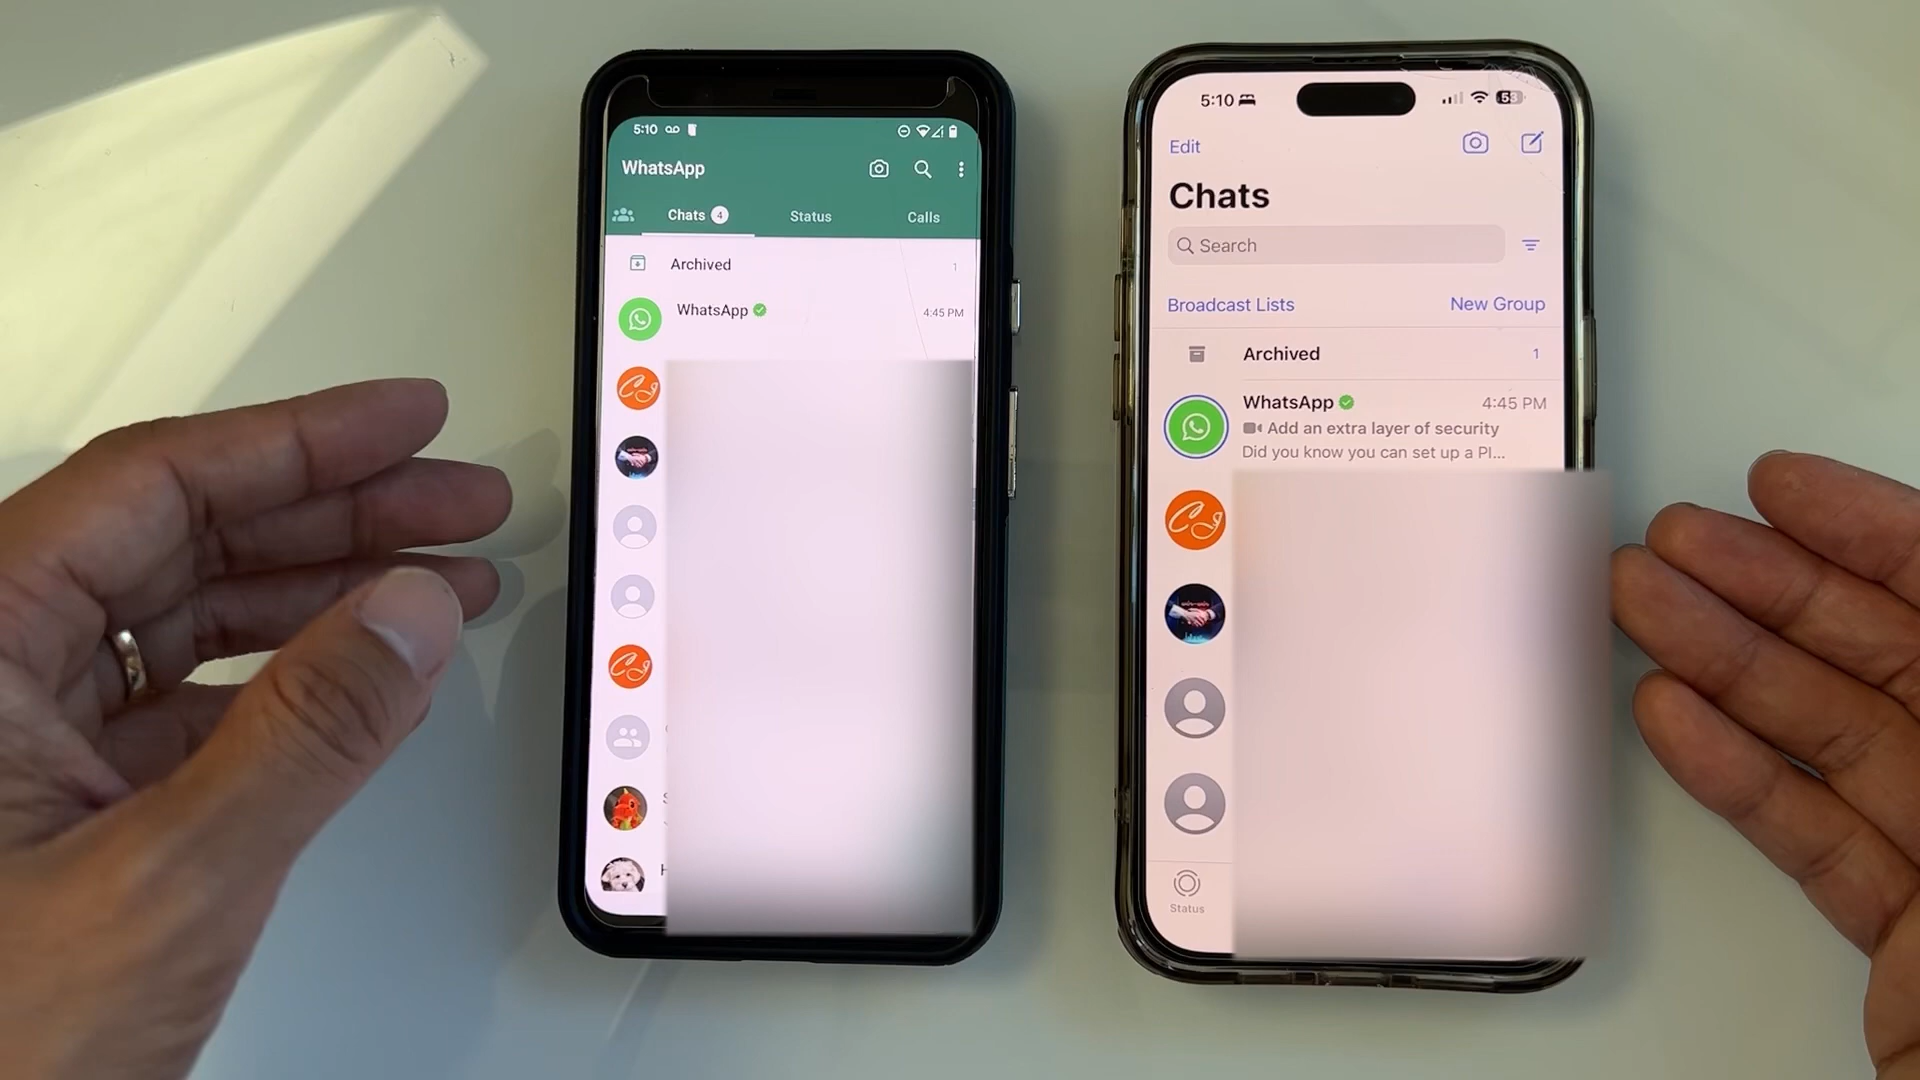 5:10
WhatsApp
Chats 4
Status
Calls
Archived 1
WhatsApp
4:45 PM
5:10
53
Edit
Chats
Search
Broadcast Lists
New Group
Archived 1
WhatsApp
4:45 PM
Add an extra layer of security
Did you know you can set up a PI...
Status